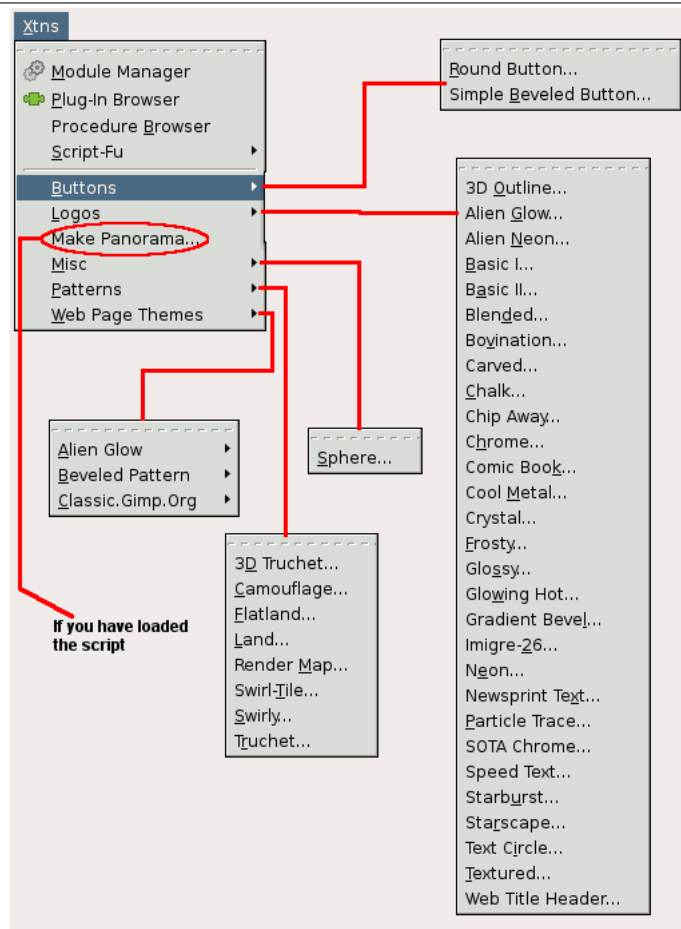 Xtns
Module Manager
Plug-In Browser
Procedure Browser
Script-Fu
Buttons
Logos
Make Panorama...
Misc
Patterns
Web Page Themes
Round Button...
Simple Beveled Button...
3D Outline...
Alien Glow...
Alien Neon...
Basic I...
Basic II...
Blended...
Bovination...
Carved...
Chalk...
Chip Away...
Chrome...
Comic Book...
Cool Metal...
Crystal...
Frosty...
Glossy...
Glowing Hot...
Gradient Bevel...
Imigre-26...
Neon...
Newsprint Text...
Particle Trace...
SOTA Chrome...
Speed Text...
Starburst...
Starscape...
Text Circle...
Textured...
Web Title Header...
Alien Glow
Beveled Pattern
Classic.Gimp.Org
Sphere...
3D Truchet...
Camouflage...
Flatland...
Land...
Render Map...
Swirl-Tile...
Swirly...
Truchet...
If you have loaded
the script